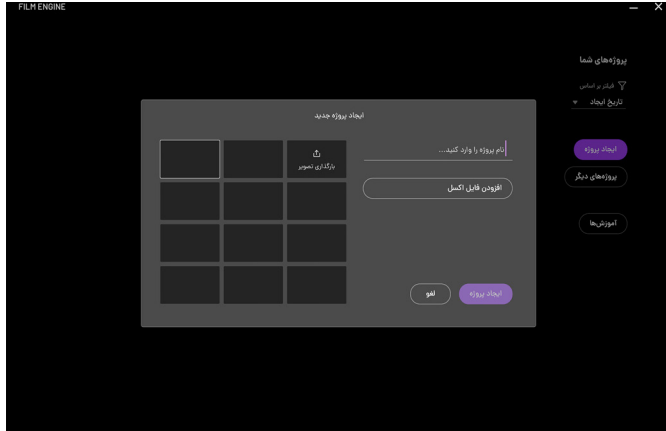 FILM ENGINE
پروژه‌های شما
فیلتر بر اساس
تاریخ ایجاد
ایجاد پروژه
پروژه‌های دیگر
آموزش‌ها
ایجاد پروژه جدید
نام پروژه را وارد کنید...
افزودن فایل اکسل
بارگذاری تصویر
ایجاد پروژه
لغو